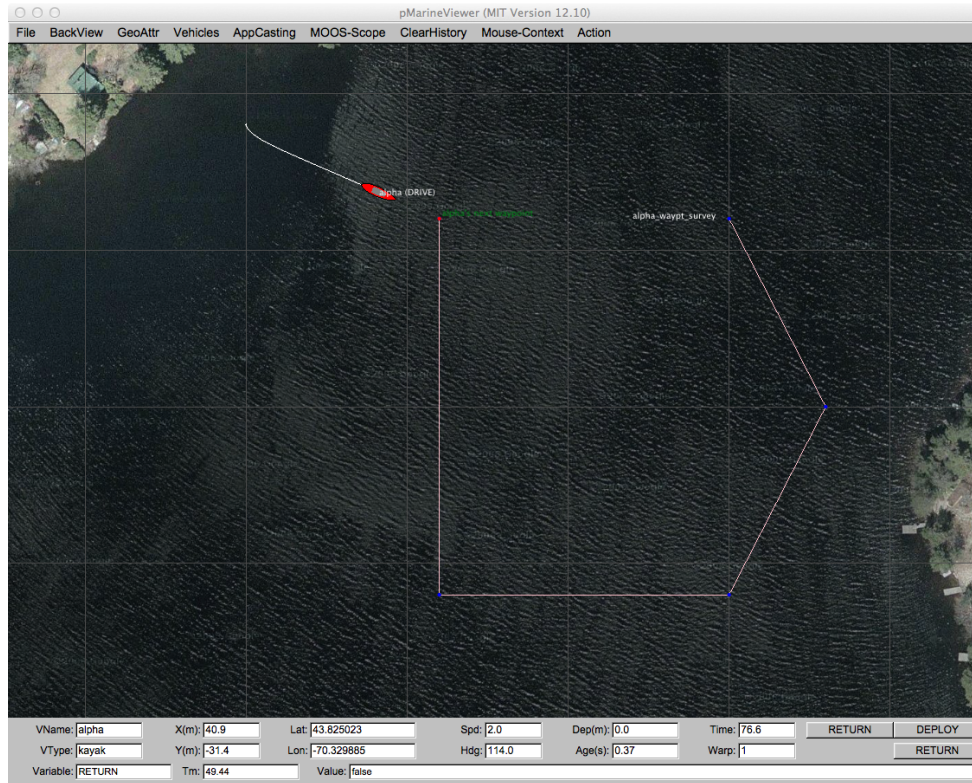 pMarineViewer (MIT Version 12.10)
File BackView GeoAttr Vehicles AppCasting MOOS-Scope ClearHistory Mouse-Context Action
alpha (DRIVE)
alpha_waypt_survey
VName: alpha X(m): 40.9 Lat: 43.825023 Spd: 2.0 Dep(m): 0.0 Time: 76.6 RETURN DEPLOY
VType: kayak Y(m): -31.4 Lon: -70.329885 Hdg: 114.0 Age(s): 0.37 Warp: 1 RETURN
Variable: RETURN Tm: 49.44 Value: false